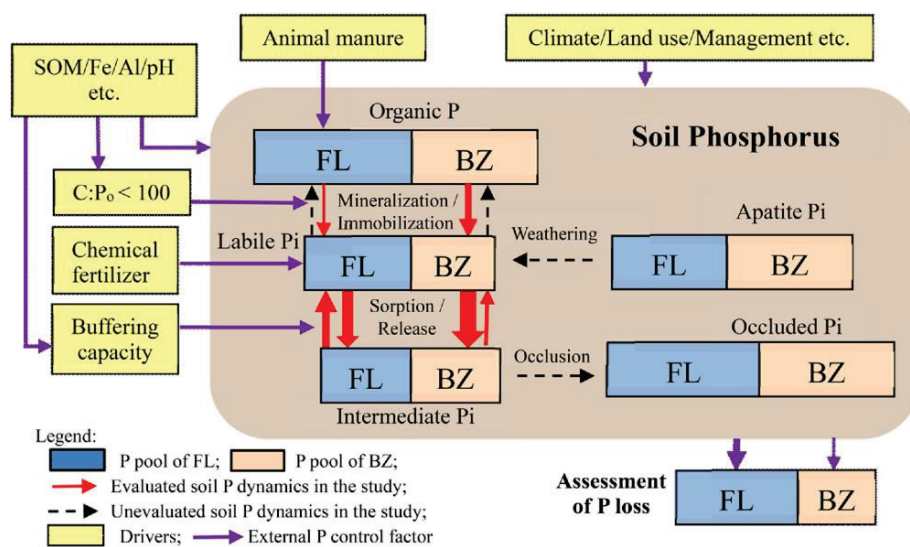 Animal manure
Climate/Land use/Management etc.
SOM/Fe/Al/pH
etc.
Organic P
Soil Phosphorus
FL
BZ
C:Pₒ < 100
Mineralization /
Immobilization
Labile Pi
Weathering
Apatite Pi
Chemical
fertilizer
FL
BZ
FL
BZ
Sorption /
Release
Buffering
capacity
Occluded Pi
FL
BZ
Occlusion
FL
BZ
Intermediate Pi
Legend:
P pool of FL;
P pool of BZ;
Evaluated soil P dynamics in the study;
Unevaluated soil P dynamics in the study;
Drivers;
External P control factor
Assessment
of P loss
FL
BZ